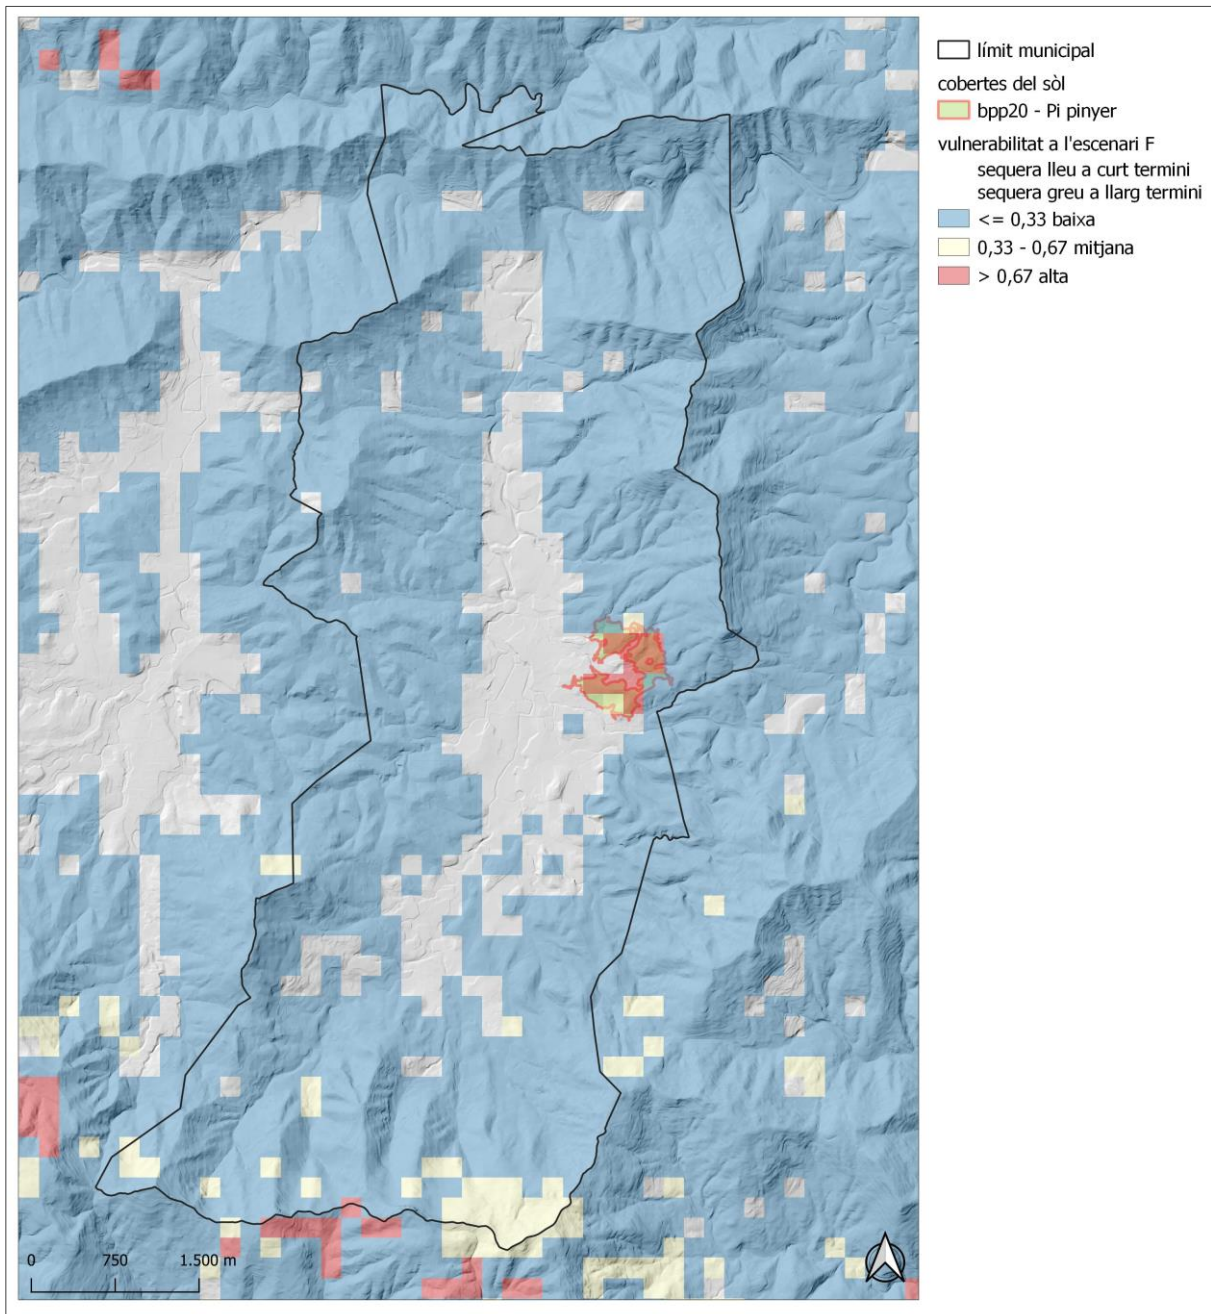 límit municipal
cobertes del sòl
bpp20 - Pi pinyer
vulnerabilitat a l'escenari F
sequera lleu a curt termini
sequera greu a llarg termini
<= 0,33 baixa
0,33 - 0,67 mitjana
> 0,67 alta
0 750 1.500 m